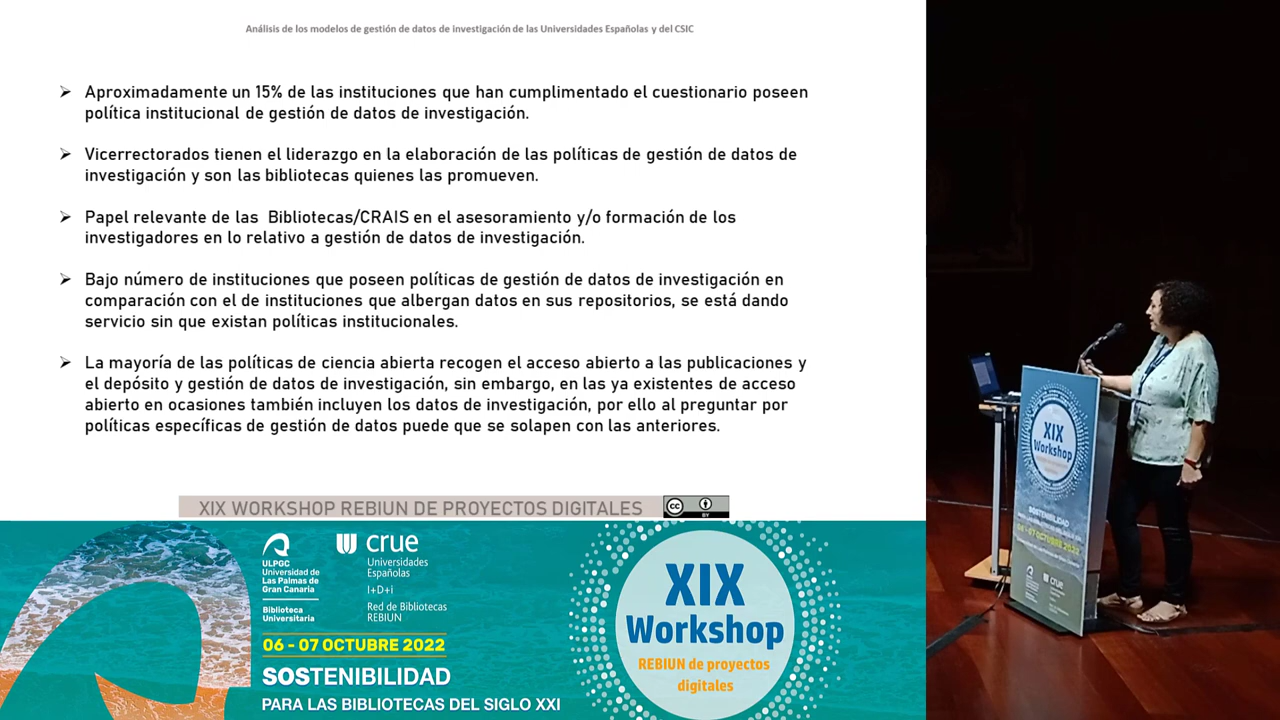 Análisis de los modelos de gestión de datos de investigación de las Universidades Españolas y del CSIC
Aproximadamente un 15% de las instituciones que han cumplimentado el cuestionario poseen
política institucional de gestión de datos de investigación.
Vicerrectorados tienen el liderazgo en la elaboración de las políticas de gestión de datos de
investigación y son las bibliotecas quienes las promueven.
Papel relevante de las Bibliotecas/CRAIS en el asesoramiento y/o formación de los
investigadores en lo relativo a gestión de datos de investigación.
Bajo número de instituciones que poseen políticas de gestión de datos de investigación en
comparación con el de instituciones que albergan datos en sus repositorios, se está dando
servicio sin que existan políticas institucionales.
La mayoría de las políticas de ciencia abierta recogen el acceso abierto a las publicaciones y
el depósito y gestión de datos de investigación, sin embargo, en las ya existentes de acceso
abierto en ocasiones también incluyen los datos de investigación, por ello al preguntar por
políticas específicas de gestión de datos puede que se solapen con las anteriores.
XIX WORKSHOP REBIUN DE PROYECTOS DIGITALES
cc
BY
ULPGC
Universidad de
Las Palmas de
Gran Canaria
Biblioteca
Universitaria
crue
Universidades
Españolas
I+D+i
Red de Bibliotecas
REBIUN
06 - 07 OCTUBRE 2022
SOSTENIBILIDAD
PARA LAS BIBLIOTECAS DEL SIGLO XXI
XIX
Workshop
REBIUN de proyectos
digitales
XIX
Workshop
SOSTENIBILIDAD
06 - 07 OCTUBRE 2022
crue